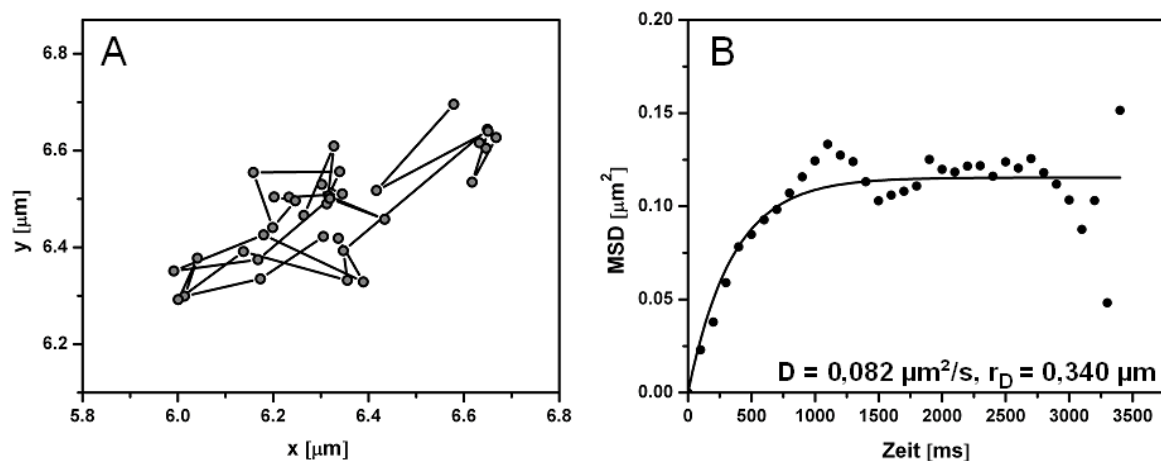 A
6.8
6.6
6.4
6.2
y [µm]
5.8 6.0 6.2 6.4 6.6 6.8
x [µm]
B
0.20
0.15
0.10
0.05
0.00
MSD [µm²]
D = 0,082 µm²/s, r_D = 0,340 µm
0 500 1000 1500 2000 2500 3000 3500
Zeit [ms]